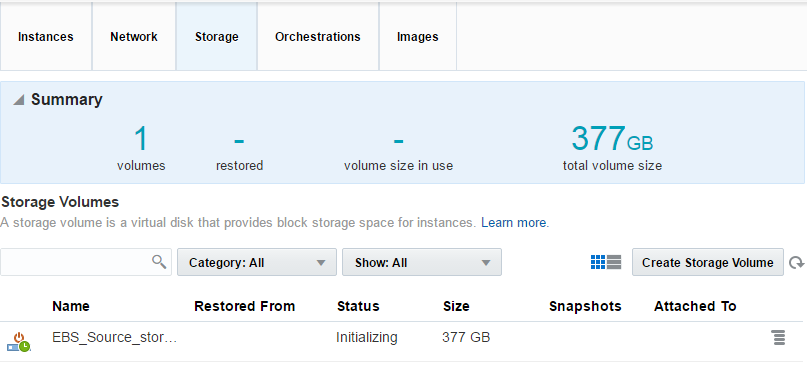 Instances Network Storage Orchestrations Images
Summary
1 - - 377GB
volumes restored volume size in use total volume size
Storage Volumes
A storage volume is a virtual disk that provides block storage space for instances. Learn more.
Category: All Show: All Create Storage Volume
Name Restored From Status Size Snapshots Attached To
EBS_Source_stor... Initializing 377 GB